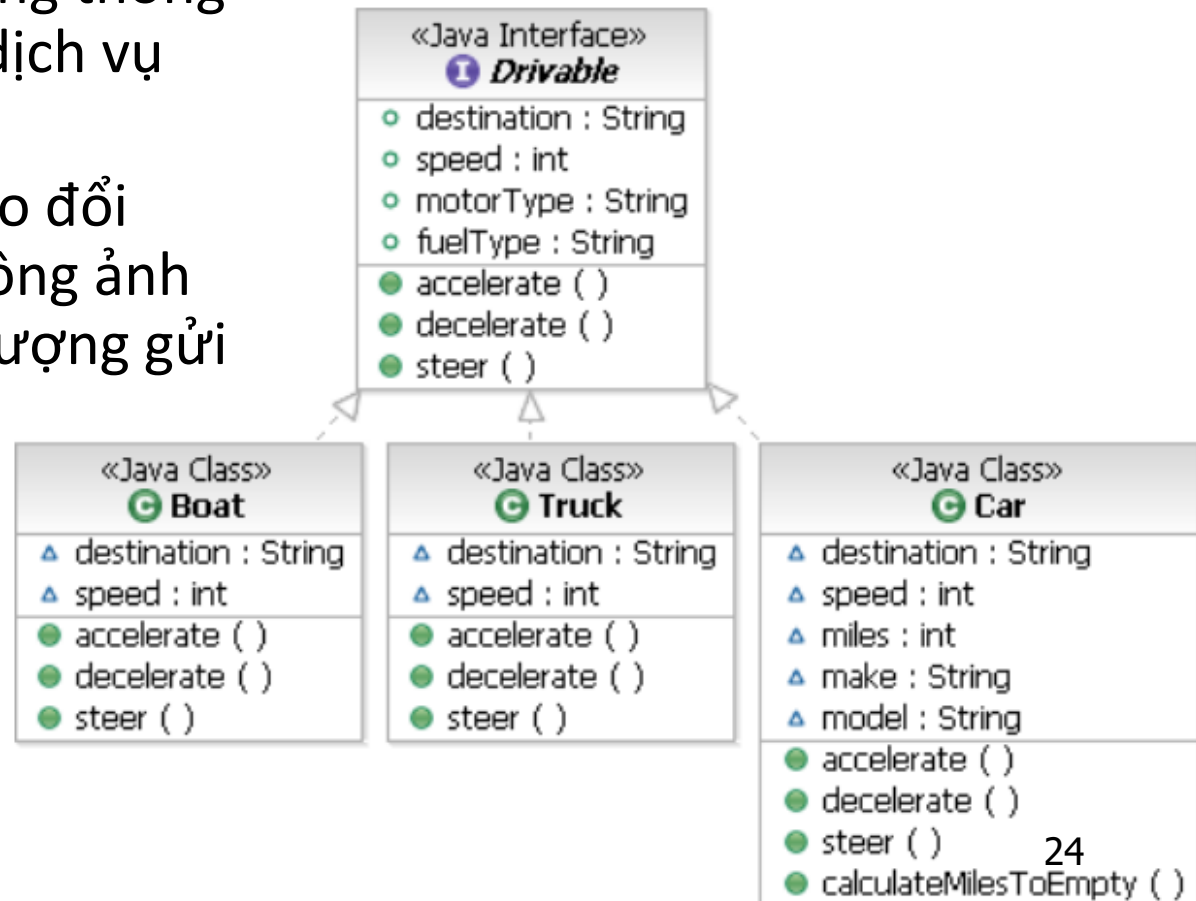 dịch vụ
đổi
ảnh
gửi
«Java Interface»
I Drivable
destination : String
speed : int
motorType : String
fuelType : String
accelerate ( )
decelerate ( )
steer ( )
«Java Class»
C Boat
destination : String
speed : int
accelerate ( )
decelerate ( )
steer ( )
«Java Class»
C Truck
destination : String
speed : int
accelerate ( )
decelerate ( )
steer ( )
«Java Class»
C Car
destination : String
speed : int
miles : int
make : String
model : String
accelerate ( )
decelerate ( )
steer ( )
calculateMilesToEmpty ( )
24